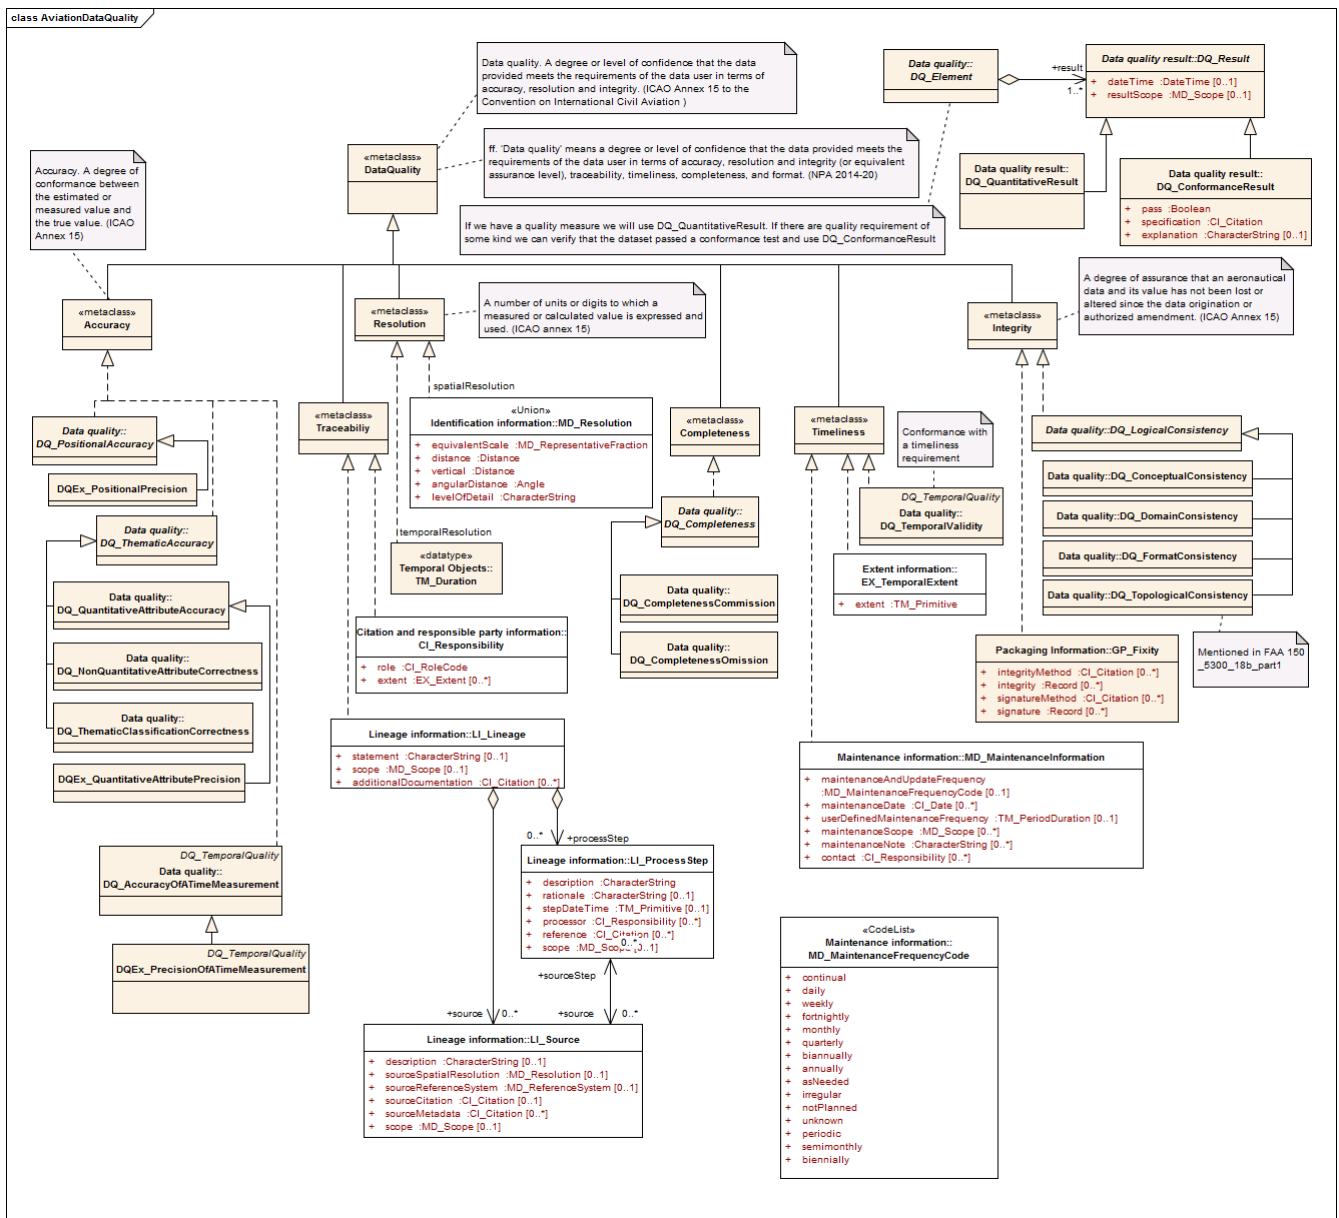 class AviationDataQuality
Data quality. A degree or level of confidence that the data
provided meets the requirements of the data user in terms of
accuracy, resolution and integrity. (ICAO Annex 15 to the
Convention on International Civil Aviation )
Data quality::
DQ_Element
+result
1..*
Data quality result::DQ_Result
+ dateTime :DateTime [0..1]
+ resultScope :MD_Scope [0..1]
«metaclass»
DataQuality
ff. 'Data quality' means a degree or level of confidence that the data provided meets the
requirements of the data user in terms of accuracy, resolution and integrity (or equivalent
assurance level), traceability, timeliness, completeness, and format. (NPA 2014-20)
Data quality result::
DQ_QuantitativeResult
Data quality result::
DQ_ConformanceResult
+ pass :Boolean
+ specification :CI_Citation
+ explanation :CharacterString [0..1]
Accuracy. A degree of
conformance between
the estimated or
measured value and
the true value. (ICAO
Annex 15)
If we have a quality measure we will use DQ_QuantitativeResult. If there are quality requirement of
some kind we can verify that the dataset passed a conformance test and use DQ_ConformanceResult
«metaclass»
Accuracy
«metaclass»
Resolution
A number of units or digits to which a
measured or calculated value is expressed and
used. (ICAO annex 15)
«metaclass»
Integrity
A degree of assurance that an aeronautical
data and its value has not been lost or
altered since the data origination or
authorized amendment. (ICAO Annex 15)
spatialResolution
Data quality::
DQ_PositionalAccuracy
DQEx_PositionalPrecision
«metaclass»
Traceabiliy
«Union»
Identification information::MD_Resolution
+ equivalentScale :MD_RepresentativeFraction
+ distance :Distance
+ vertical :Distance
+ angularDistance :Angle
+ levelOfDetail :CharacterString
«metaclass»
Completeness
«metaclass»
Timeliness
Conformance with
a timeliness
requirement
Data quality::DQ_LogicalConsistency
Data quality::DQ_ConceptualConsistency
Data quality::DQ_DomainConsistency
Data quality::DQ_FormatConsistency
Data quality::DQ_TopologicalConsistency
Data quality::
DQ_ThematicAccuracy
temporalResolution
«datatype»
Temporal Objects::
TM_Duration
Data quality::
DQ_Completeness
DQ_TemporalQuality
Data quality::
DQ_TemporalValidity
Extent information::
EX_TemporalExtent
+ extent :TM_Primitive
Data quality::
DQ_QuantitativeAttributeAccuracy
Data quality::
DQ_NonQuantitativeAttributeCorrectness
Data quality::
DQ_ThematicClassificationCorrectness
DQEx_QuantitativeAttributePrecision
Data quality::
DQ_CompletenessCommission
Data quality::
DQ_CompletenessOmission
Citation and responsible party information::
CI_Responsibility
+ role :CI_RoleCode
+ extent :EX_Extent [0..*]
Packaging Information::GP_Fixity
+ integrityMethod :CI_Citation [0..*]
+ integrity :Record [0..*]
+ signatureMethod :CI_Citation [0..*]
+ signature :Record [0..*]
Mentioned in FAA 150
_5300_18b_part1
Lineage information::LI_Lineage
+ statement :CharacterString [0..1]
+ scope :MD_Scope [0..1]
+ additionalDocumentation :CI_Citation [0..*]
Maintenance information::MD_MaintenanceInformation
+ maintenanceAndUpdateFrequency
:MD_MaintenanceFrequencyCode [0..1]
+ maintenanceDate :CI_Date [0..*]
+ userDefinedMaintenanceFrequency :TM_PeriodDuration [0..1]
+ maintenanceScope :MD_Scope [0..*]
+ maintenanceNote :CharacterString [0..*]
+ contact :CI_Responsibility [0..*]
0..*
+processStep
Lineage information::LI_ProcessStep
+ description :CharacterString
+ rationale :CharacterString [0..1]
+ stepDateTime :TM_Primitive [0..1]
+ processor :CI_Responsibility [0..*]
+ reference :CI_Citation [0..*]
+ scope :MD_Scope [0..1]
0..*
DQ_TemporalQuality
Data quality::
DQ_AccuracyOfATimeMeasurement
DQ_TemporalQuality
DQEx_PrecisionOfATimeMeasurement
+sourceStep
+source
0..*
+source
0..*
Lineage information::LI_Source
+ description :CharacterString [0..1]
+ sourceSpatialResolution :MD_Resolution [0..1]
+ sourceReferenceSystem :MD_ReferenceSystem [0..1]
+ sourceCitation :CI_Citation [0..1]
+ sourceMetadata :CI_Citation [0..*]
+ scope :MD_Scope [0..1]
«CodeList»
Maintenance information::
MD_MaintenanceFrequencyCode
+ continual
+ daily
+ weekly
+ fortnightly
+ monthly
+ quarterly
+ biannually
+ annually
+ asNeeded
+ irregular
+ notPlanned
+ unknown
+ periodic
+ semimonthly
+ biennially